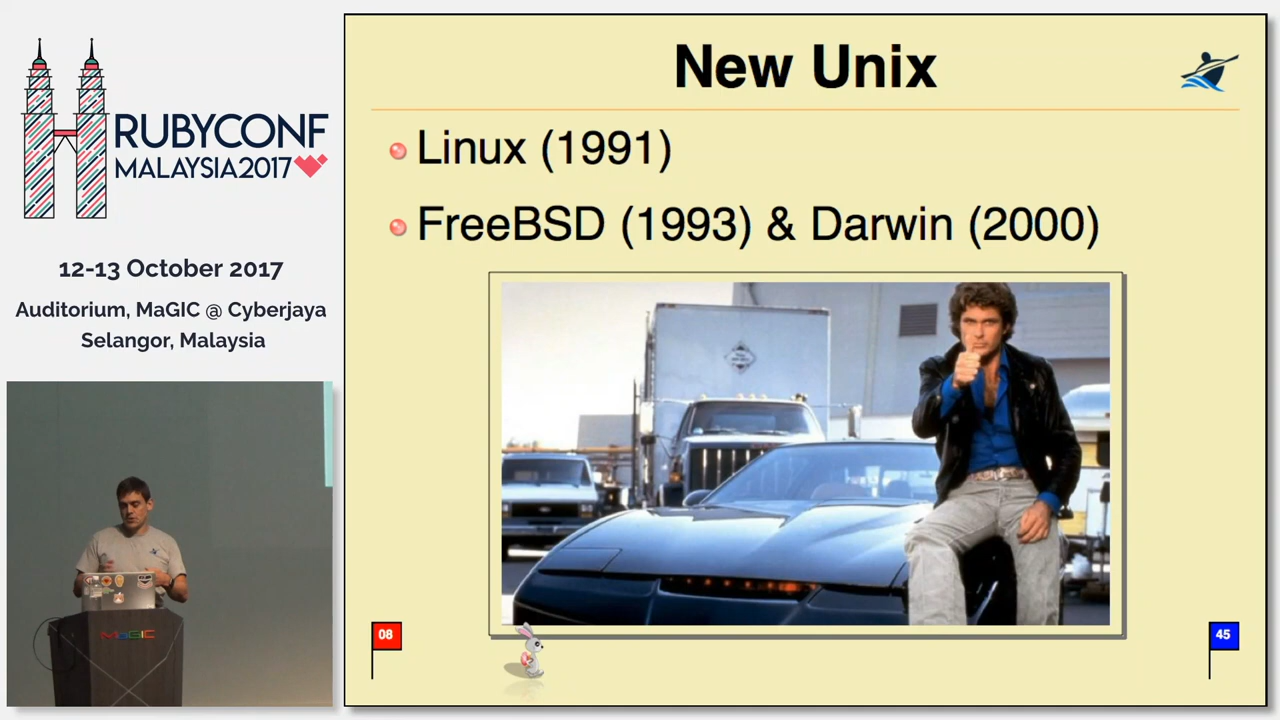 RUBYCONF
MALAYSIA2017
12-13 October 2017
Auditorium, MaGIC @ Cyberjaya
Selangor, Malaysia
MaGIC
New Unix
Linux (1991)
FreeBSD (1993) & Darwin (2000)
08
45